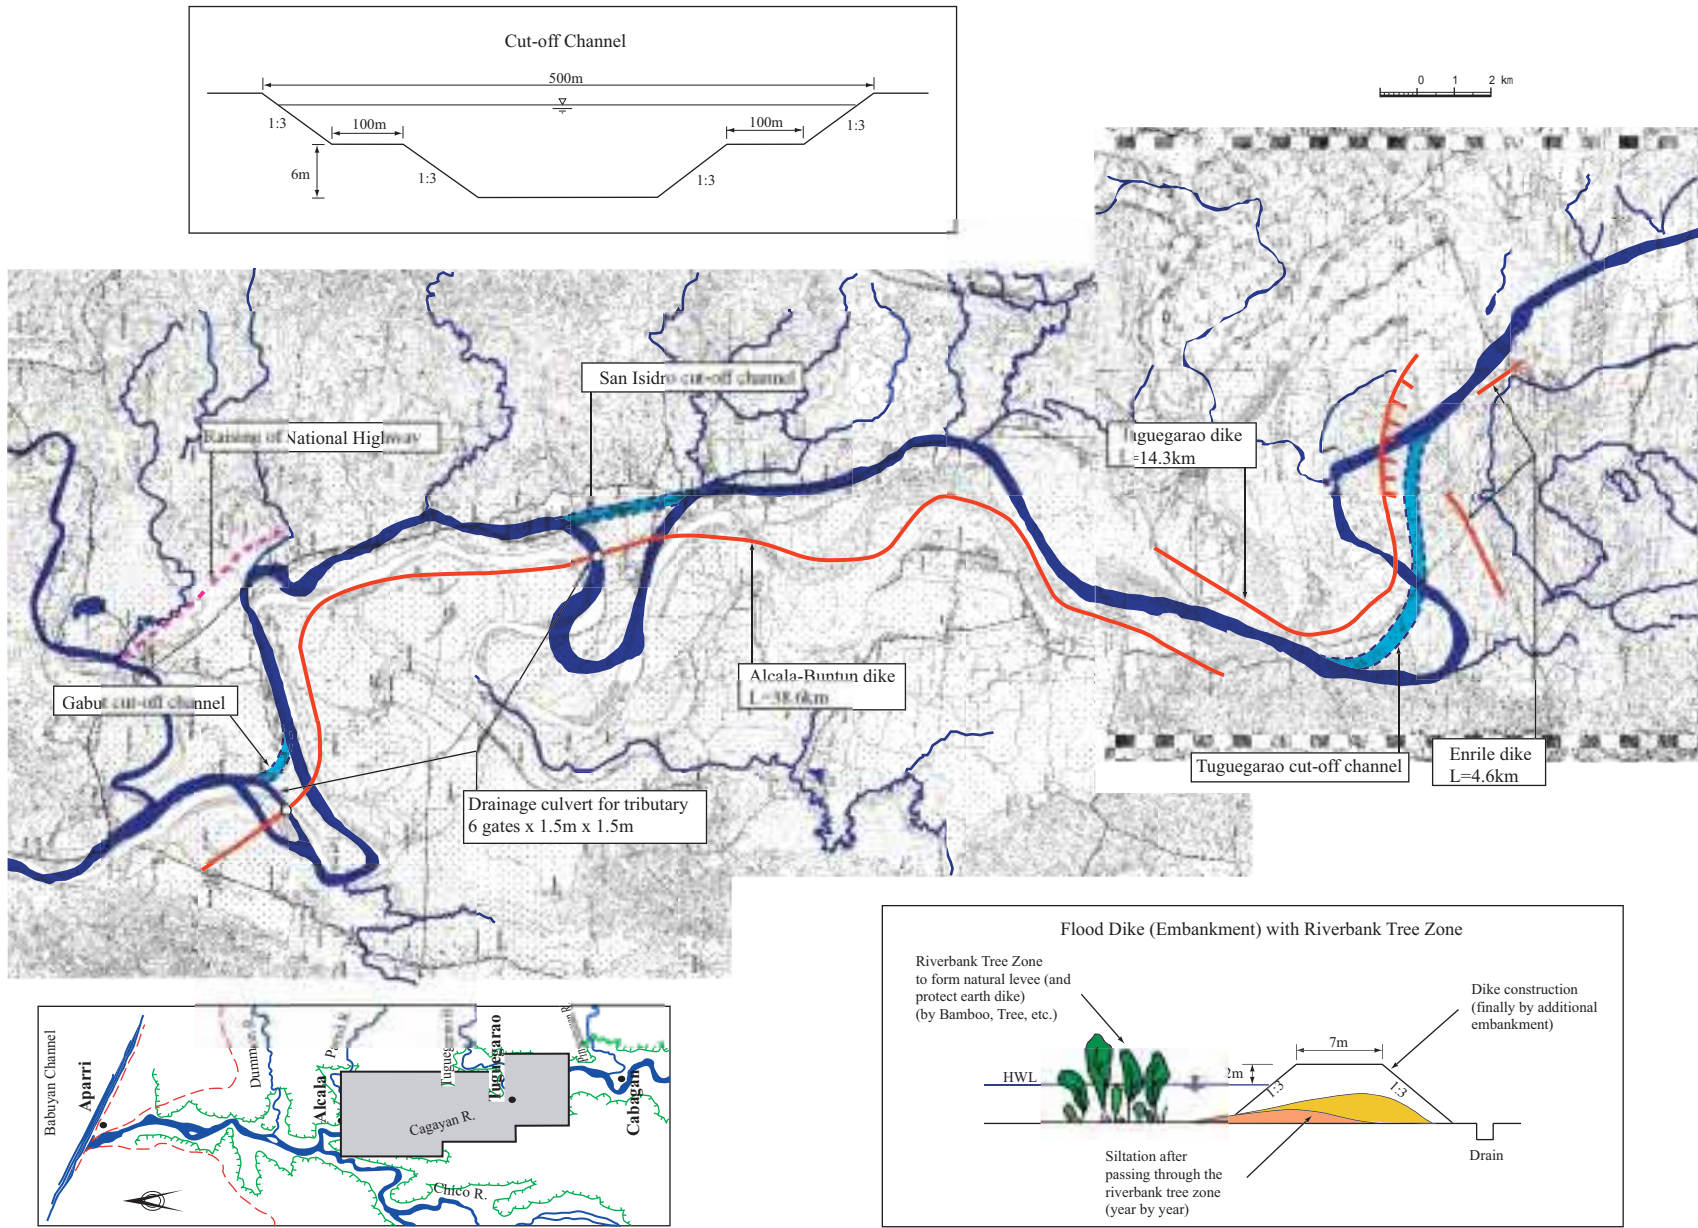 Cut-off Channel
500m
1:3
100m
100m
1:3
6m
1:3
1:3
0 1 2 km
San Isidro cut-off channel
Raising of National Highway
uguegarao dike
=14.3km
Gabut cut-off channel
Alcala-Buntun dike
L=38.6km
Tuguegarao cut-off channel
Enrile dike
L=4.6km
Drainage culvert for tributary
6 gates x 1.5m x 1.5m
Flood Dike (Embankment) with Riverbank Tree Zone
Riverbank Tree Zone
to form natural levee (and
protect earth dike)
(by Bamboo, Tree, etc.)
Dike construction
(finally by additional
embankment)
7m
HWL
2m
1:3
1:3
Siltation after
passing through the
riverbank tree zone
(year by year)
Drain
Babuyan Channel
Aparri
Alcala
Tuguegarao
Cabagan
Cagayan R.
Chico R.